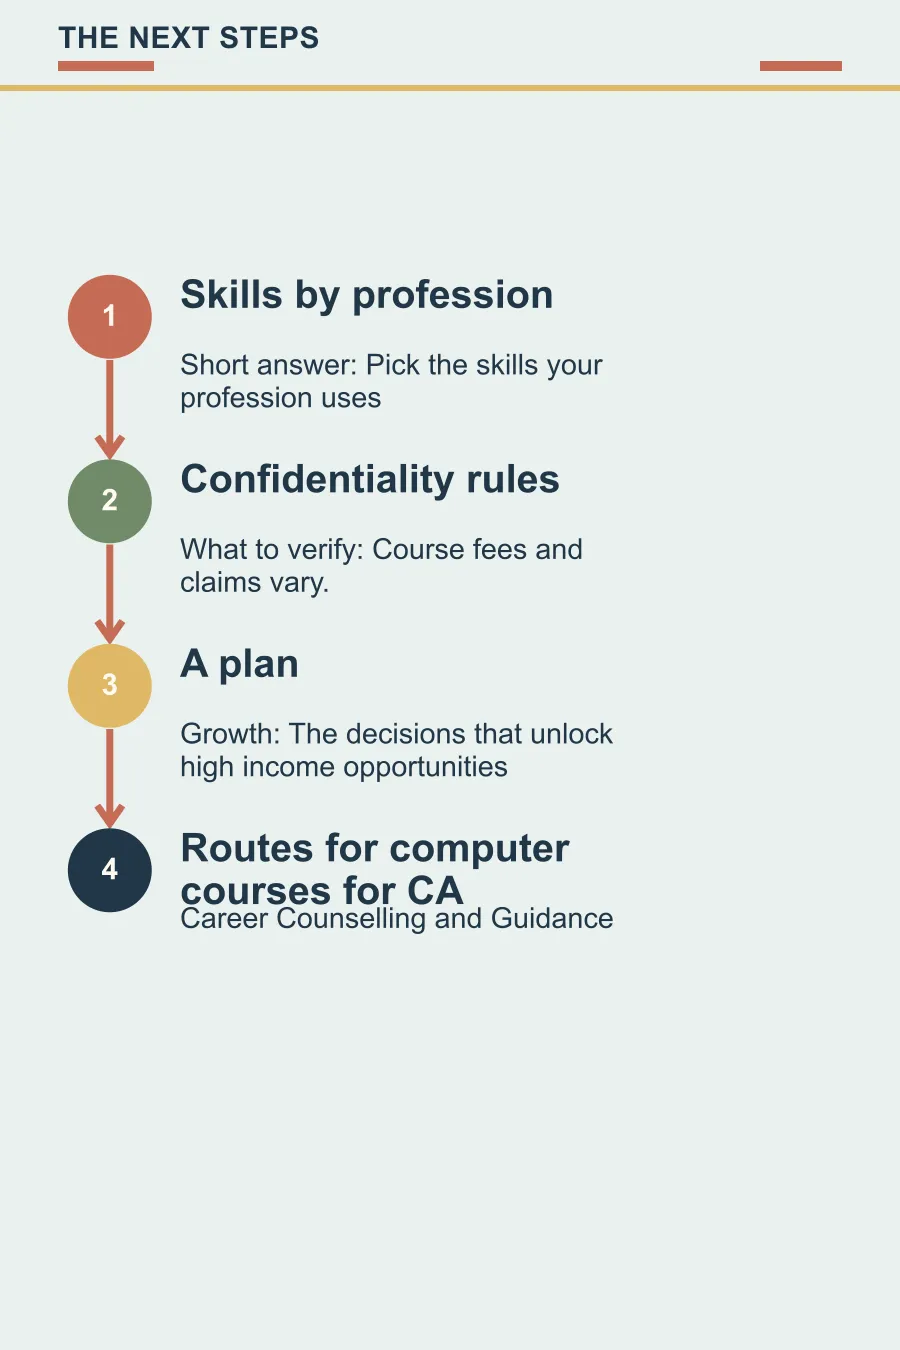 THE NEXT STEPS
1
Skills by profession
Short answer: Pick the skills your
profession uses
2
Confidentiality rules
What to verify: Course fees and
claims vary.
3
A plan
Growth: The decisions that unlock
high income opportunities
4
Routes for computer
courses for CA
Career Counselling and Guidance